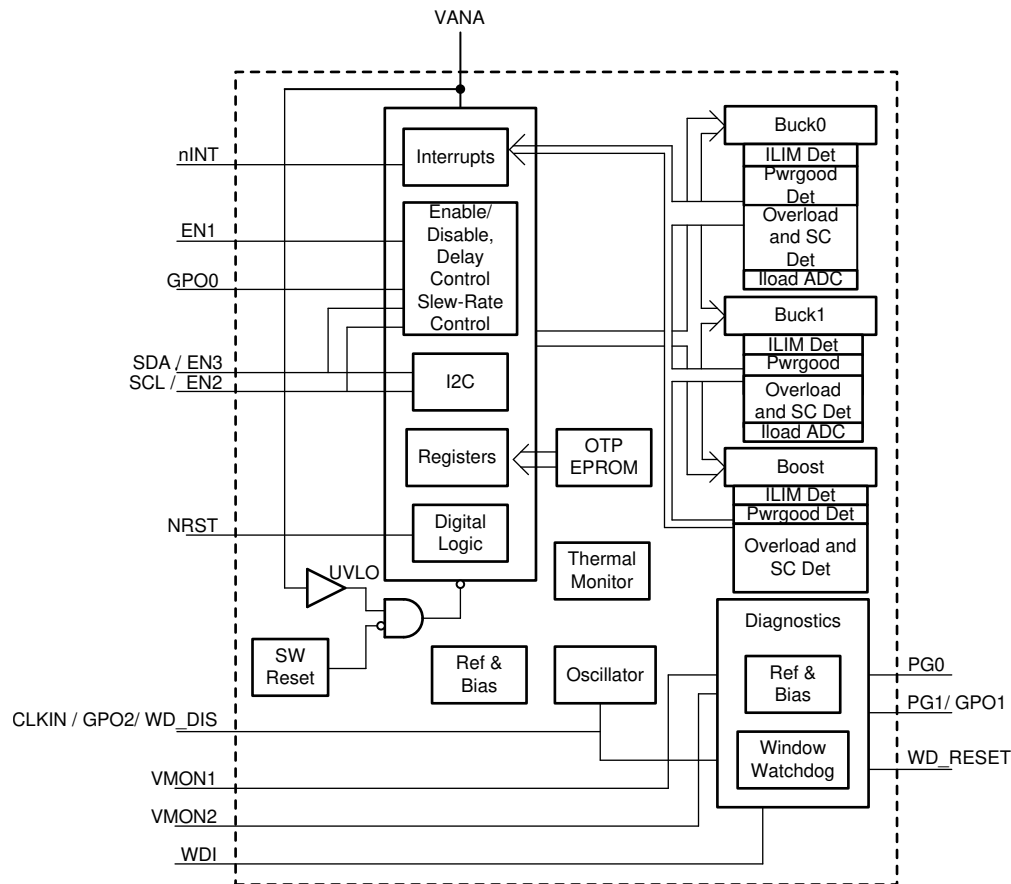 VANA
nINT
EN1
GPO0
SDA / EN3
SCL / EN2
NRST
CLKIN / GPO2/ WD_DIS
VMON1
VMON2
WDI
Interrupts
Enable/
Disable,
Delay
Control
Slew-Rate
Control
I2C
Registers
Digital
Logic
OTP
EPROM
UVLO
SW
Reset
Thermal
Monitor
Ref &
Bias
Oscillator
Buck0
ILIM Det
Pwrgood
Det
Overload
and SC
Det
Iload ADC
Buck1
ILIM Det
Pwrgood
Overload
and SC Det
Iload ADC
Boost
ILIM Det
Pwrgood Det
Overload and
SC Det
Diagnostics
Ref &
Bias
Window
Watchdog
PG0
PG1/ GPO1
WD_RESET